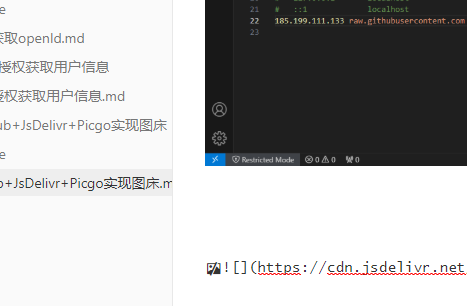 e
获取openId.md
授权获取用户信息
受权获取用户信息.md
ub+JsDelivr+Picgo实现图床
e
b+JsDelivr+Picgo实现图床.m
21 # ::1 localhost
22 185.199.111.133 raw.githubusercontent.com
23
Restricted Mode 0 0 0
![](https://cdn.jsdelivr.net